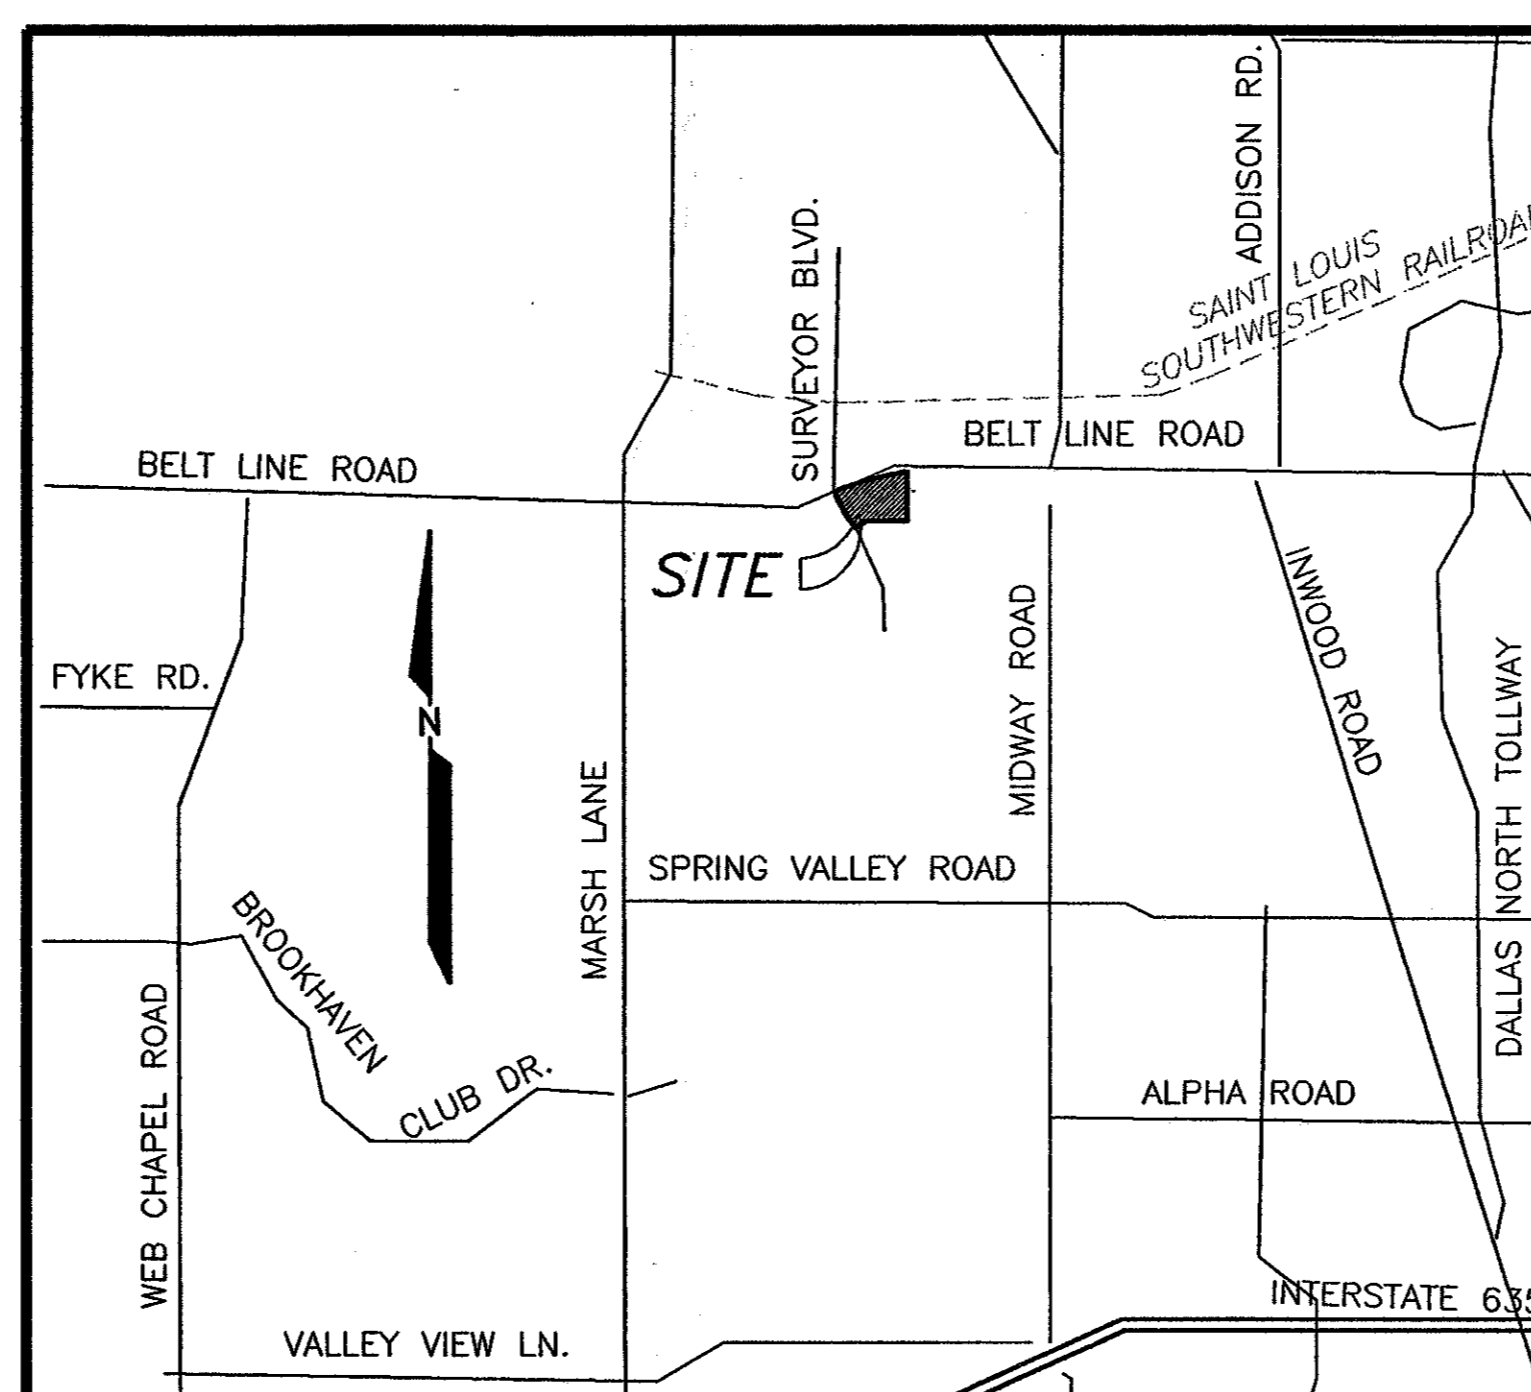 ADDISON RD.
SURVEYOR BLVD.
SAINT LOUIS
SOUTHWESTERN RAILROA
BELT LINE ROAD
BELT LINE ROAD
SITE
INWOOD ROAD
MIDWAY ROAD
FYKE RD.
N
DALLAS NORTH TOLLWAY
MARSH LANE
SPRING VALLEY ROAD
BROOKHAVEN
CLUB DR.
WEB CHAPEL ROAD
ALPHA ROAD
INTERSTATE 635
VALLEY VIEW LN.